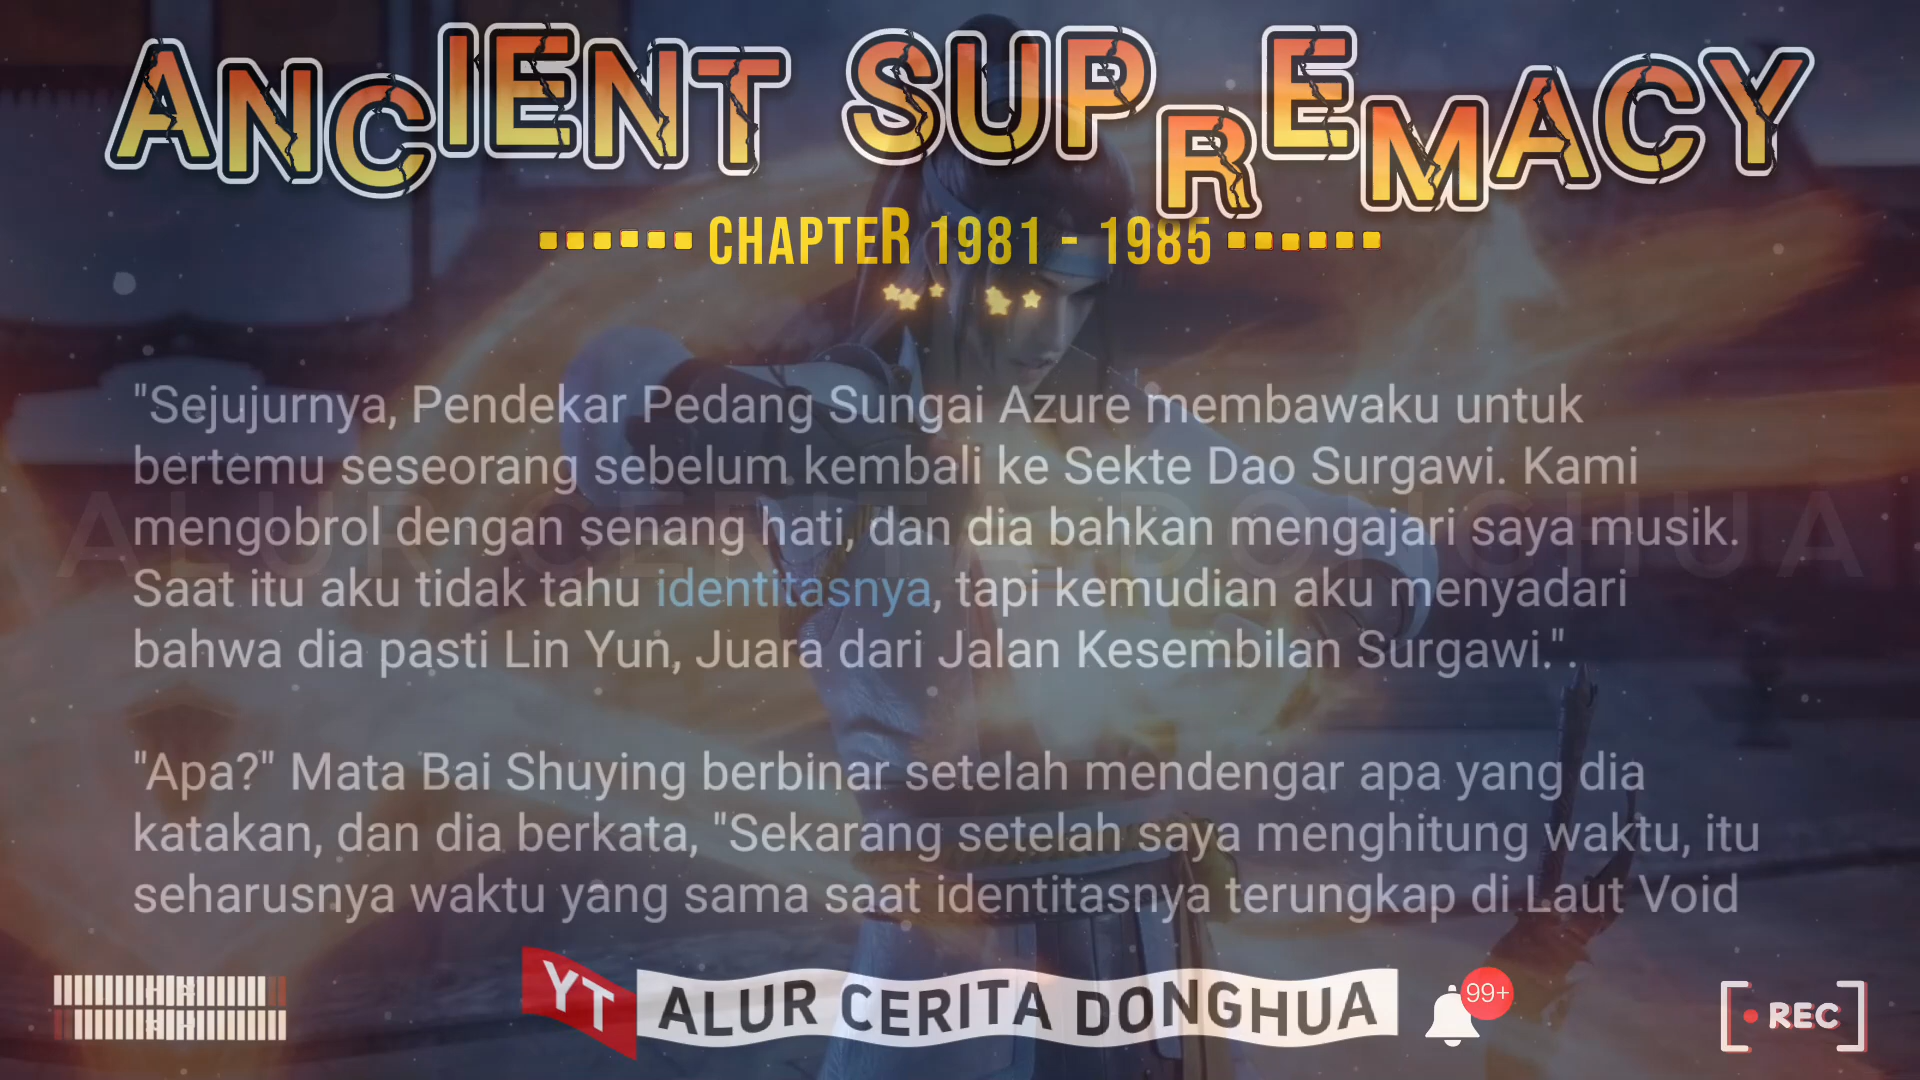 ANCIENT SUPREMACY
CHAPTER 1981 - 1985
"Sejujurnya, Pendekar Pedang Sungai Azure membawaku untuk
bertemu seseorang sebelum kembali ke Sekte Dao Surgawi. Kami
mengobrol dengan senang hati, dan dia bahkan mengajari saya musik.
Saat itu aku tidak tahu identitasnya, tapi kemudian aku menyadari
bahwa dia pasti Lin Yun, Juara dari Jalan Kesembilan Surgawi.".
ALUR CERITA DONGHUA
"Apa?" Mata Bai Shuying berbinar setelah mendengar apa yang dia
katakan, dan dia berkata, "Sekarang setelah saya menghitung waktu, itu
seharusnya waktu yang sama saat identitasnya terungkap di Laut Void
YT ALUR CERITA DONGHUA 99+
REC